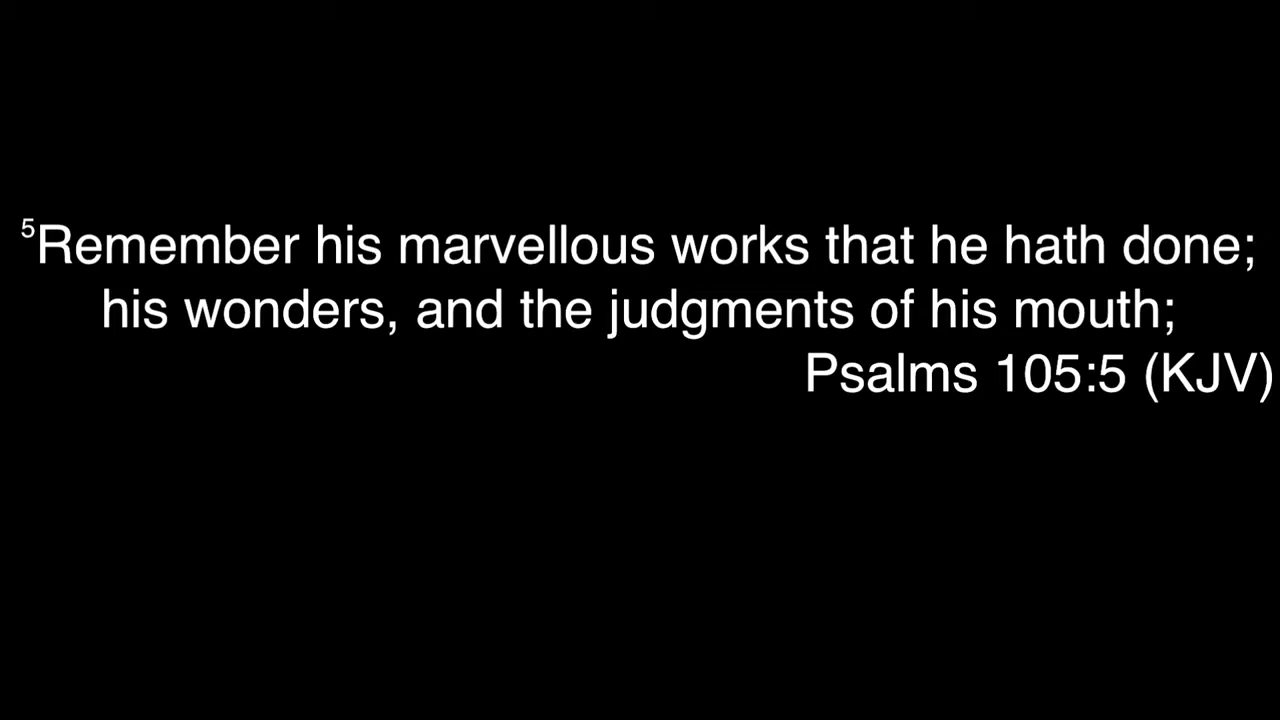 ⁵Remember his marvellous works that he hath done;
his wonders, and the judgments of his mouth;
Psalms 105:5 (KJV)